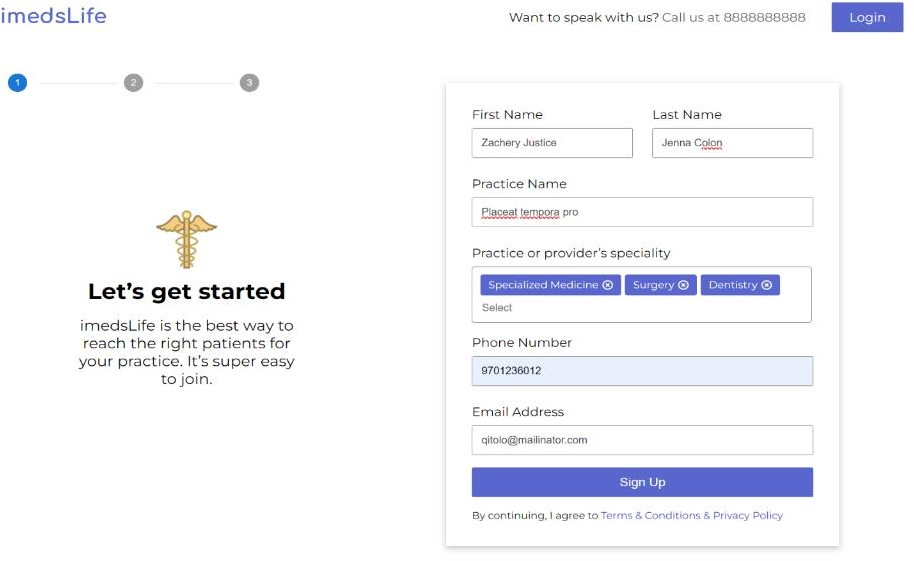 imedsLife
Want to speak with us? Call us at 8888888888
Login
1
2
3
Let's get started
imedsLife is the best way to
reach the right patients for
your practice. It's super easy
to join.
First Name
Last Name
Zachery Justice
Jenna Colon
Practice Name
Placeat tempora pro
Practice or provider's speciality
Specialized Medicine
Surgery
Dentistry
Select
Phone Number
9701236012
Email Address
qitolo@mailinator.com
Sign Up
By continuing, I agree to Terms & Conditions & Privacy Policy